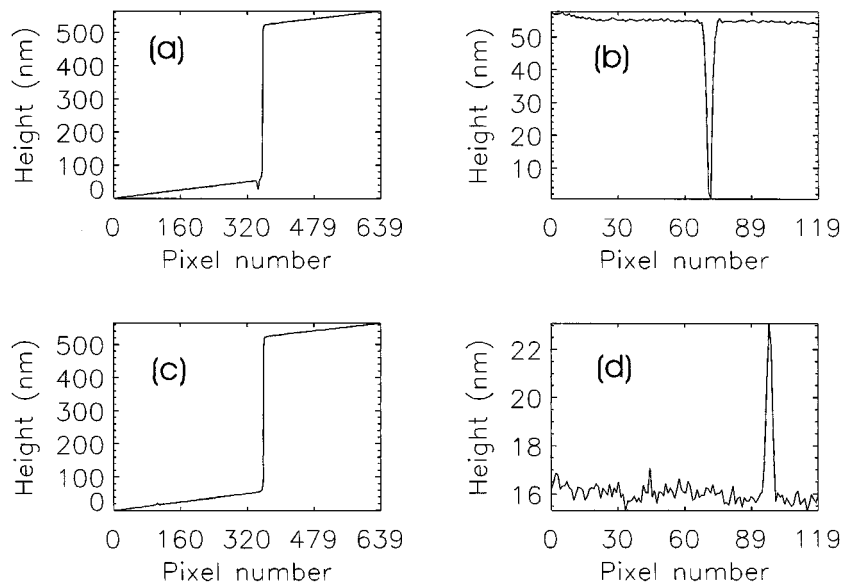 (a)
Height (nm)
500
400
300
200
100
0
0 160 320 479 639
Pixel number
(b)
Height (nm)
50
40
30
20
10
0 30 60 89 119
Pixel number
(c)
Height (nm)
500
400
300
200
100
0
0 160 320 479 639
Pixel number
(d)
Height (nm)
22
20
18
16
0 30 60 89 119
Pixel number